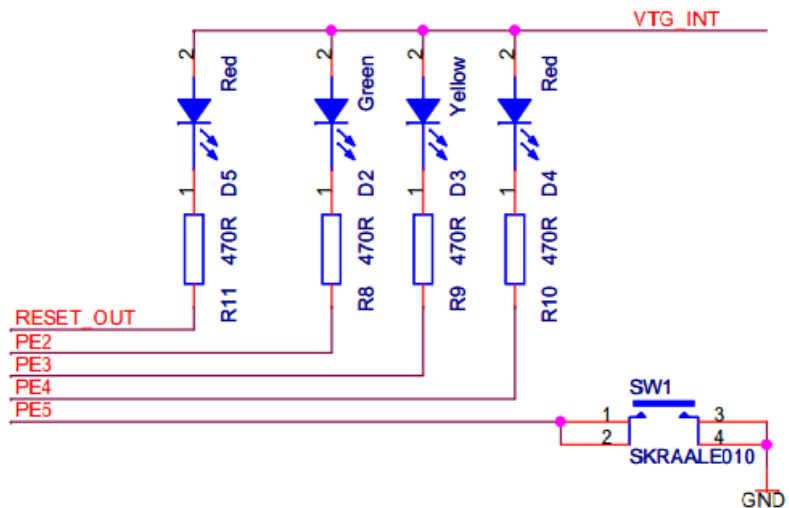 VTG_INT
2 Red
2 Green
2 Yellow
2 Red
1 D5
1 D2
1 D3
1 D4
R11 470R
R8 470R
R9 470R
R10 470R
RESET_OUT
PE2
PE3
PE4
PE5
SW1
1 3
2 4
SKRAALE010
GND